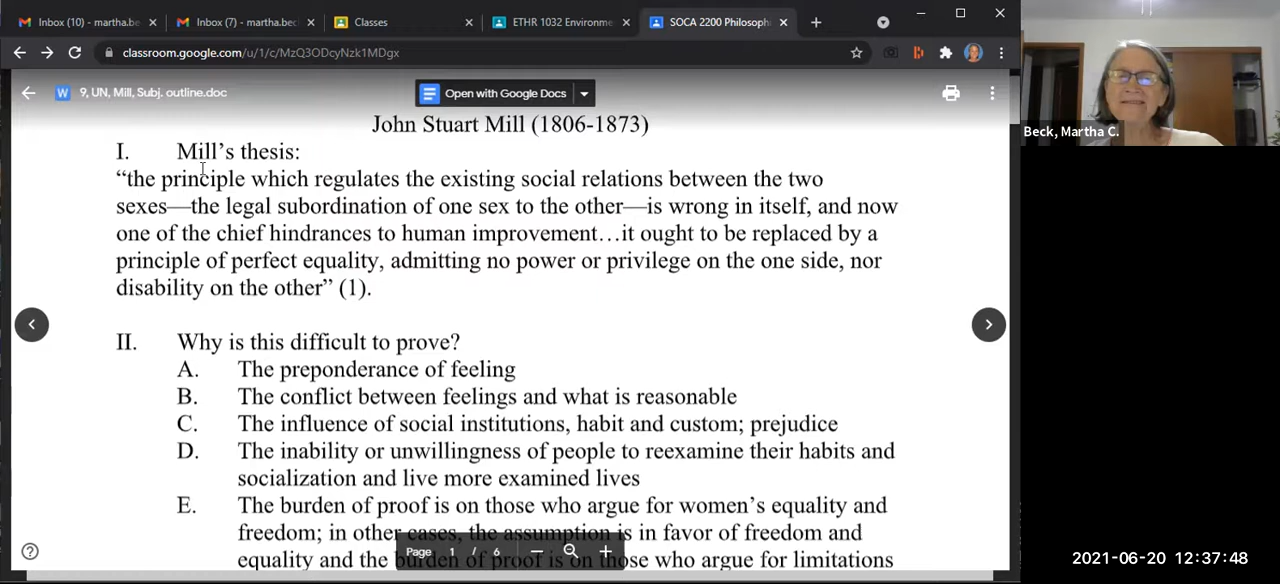 Inbox (10) - martha.be
Inbox (7) - martha.bec
Classes
ETHR 1032 Environme
SOCA 2200 Philosoph
classroom.google.com/u/1/c/MzQ3ODcyNzk1MDgx
W 9, UN, Mill, Subj. outline.doc
Open with Google Docs
John Stuart Mill (1806-1873)
I. Mill’s thesis:
“the principle which regulates the existing social relations between the two
sexes—the legal subordination of one sex to the other—is wrong in itself, and now
one of the chief hindrances to human improvement…it ought to be replaced by a
principle of perfect equality, admitting no power or privilege on the one side, nor
disability on the other” (1).
II. Why is this difficult to prove?
A. The preponderance of feeling
B. The conflict between feelings and what is reasonable
C. The influence of social institutions, habit and custom; prejudice
D. The inability or unwillingness of people to reexamine their habits and
socialization and live more examined lives
E. The burden of proof is on those who argue for women’s equality and
freedom; in other cases, the assumption is in favor of freedom and
equality and the burden of proof is on those who argue for limitations
Page 1 / 6
Beck, Martha C.
2021-06-20 12:37:48